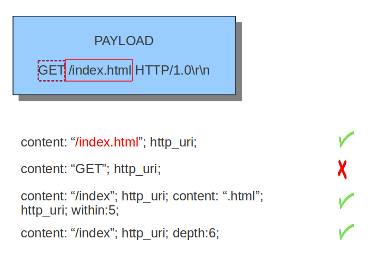 PAYLOAD
GET /index.html HTTP/1.0\r\n
content: “/index.html”; http_uri;
content: “GET”; http_uri;
content: “/index”; http_uri; content: “.html”;
http_uri; within:5;
content: “/index”; http_uri; depth:6;